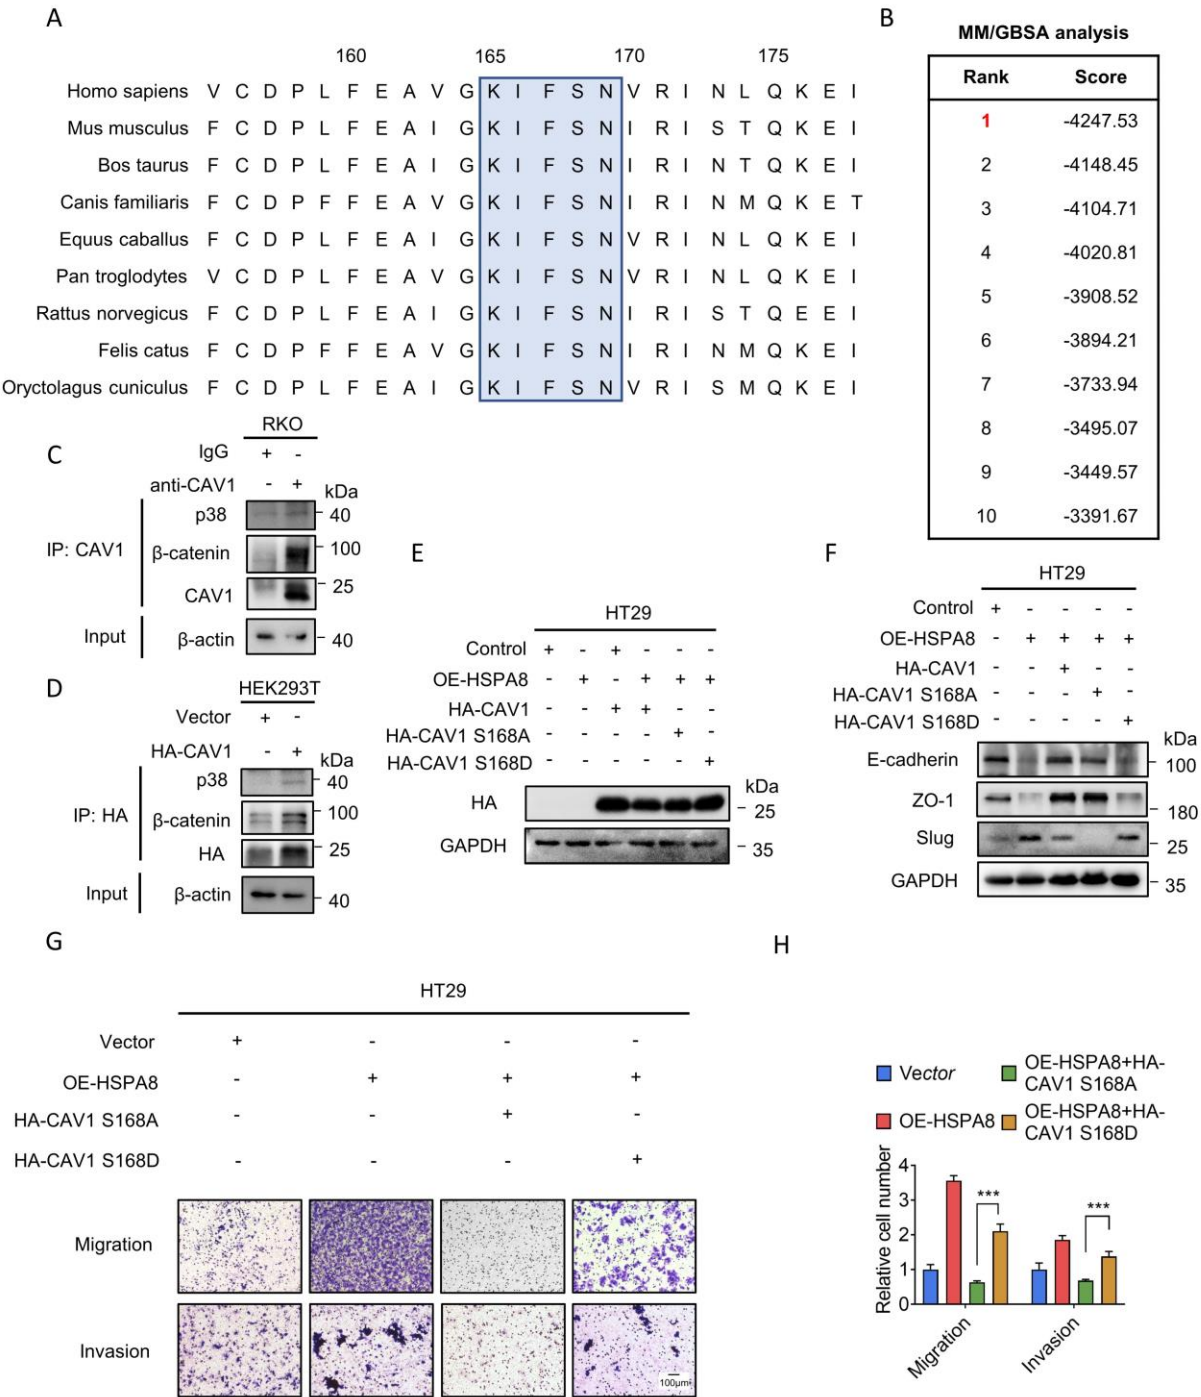 A
160 165 170 175
Homo sapiens V C D P L F E A V G K I F S N V R I N L Q K E I
Mus musculus F C D P L F E A I G K I F S N I R I S T Q K E I
Bos taurus F C D P L F E A I G K I F S N I R I N T Q K E I
Canis familiaris F C D P F F E A V G K I F S N I R I N M Q K E T
Equus caballus F C D P L F E A I G K I F S N V R I N L Q K E I
Pan troglodytes V C D P L F E A V G K I F S N V R I N L Q K E I
Rattus norvegicus F C D P L F E A I G K I F S N I R I S T Q E E I
Felis catus F C D P F F E A V G K I F S N I R I N M Q K E I
Oryctolagus cuniculus F C D P L F E A I G K I F S N V R I S M Q K E I
B
MM/GBSA analysis
Rank Score
1 -4247.53
2 -4148.45
3 -4104.71
4 -4020.81
5 -3908.52
6 -3894.21
7 -3733.94
8 -3495.07
9 -3449.57
10 -3391.67
C
RKO
IgG + -
anti-CAV1 - +
kDa
IP: CAV1
p38 40
β-catenin 100
CAV1 25
Input β-actin 40
D
HEK293T
Vector + -
HA-CAV1 - +
kDa
IP: HA
p38 40
β-catenin 100
HA 25
Input β-actin 40
E
HT29
Control + - + - - -
OE-HSPA8 - + - + + +
HA-CAV1 - - + + - -
HA-CAV1 S168A - - - - + -
HA-CAV1 S168D - - - - - +
kDa
HA 25
GAPDH 35
F
HT29
Control + - - - -
OE-HSPA8 - + + + +
HA-CAV1 - - + - -
HA-CAV1 S168A - - - + -
HA-CAV1 S168D - - - - +
kDa
E-cadherin 100
ZO-1 180
Slug 25
GAPDH 35
G
HT29
Vector + - - -
OE-HSPA8 - + + +
HA-CAV1 S168A - - + -
HA-CAV1 S168D - - - +
Migration
Invasion
100μm
H
Vector
OE-HSPA8+HA-
CAV1 S168A
OE-HSPA8
OE-HSPA8+HA-
CAV1 S168D
Relative cell number
4
3
2
1
0
***
***
Migration
Invasion